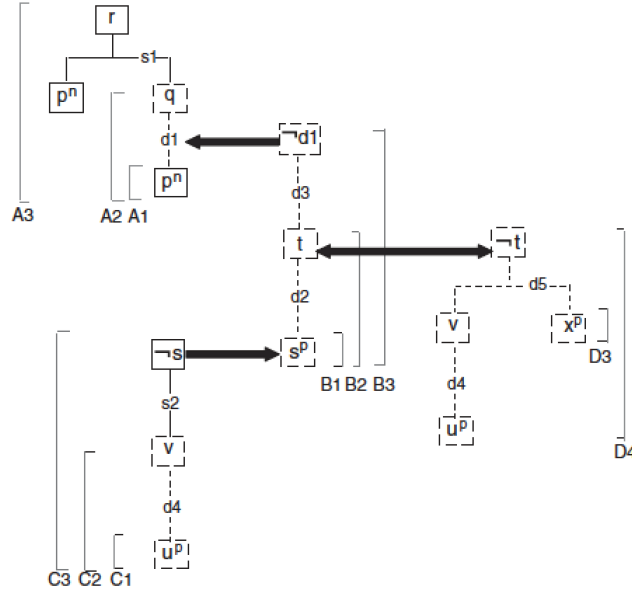 r
s1
pⁿ
q
d1
¬d1
pⁿ
A3
A2
A1
d3
t
¬t
d2
d5
v
xᵖ
¬s
sᵖ
D3
B1
B2
B3
s2
d4
v
uᵖ
D4
d4
uᵖ
C3
C2
C1